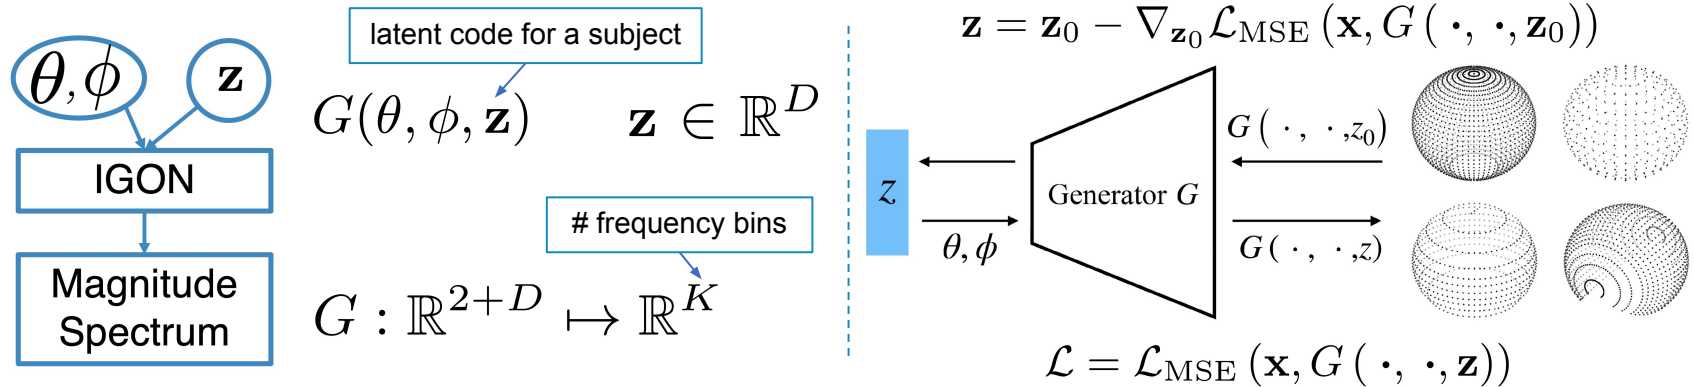 θ,ϕ
z
IGON
Magnitude
Spectrum
latent code for a subject
G(θ, ϕ, z)
z ∈ ℝ^D
# frequency bins
G : ℝ^{2+D} ↦ ℝ^K
z = z₀ − ∇_{z₀} ℒ_MSE (x, G ( ·, ·, z₀))
z
θ, ϕ
Generator G
G( · , · ,z₀)
G( · , · ,z)
ℒ = ℒ_MSE (x, G ( ·, ·, z))